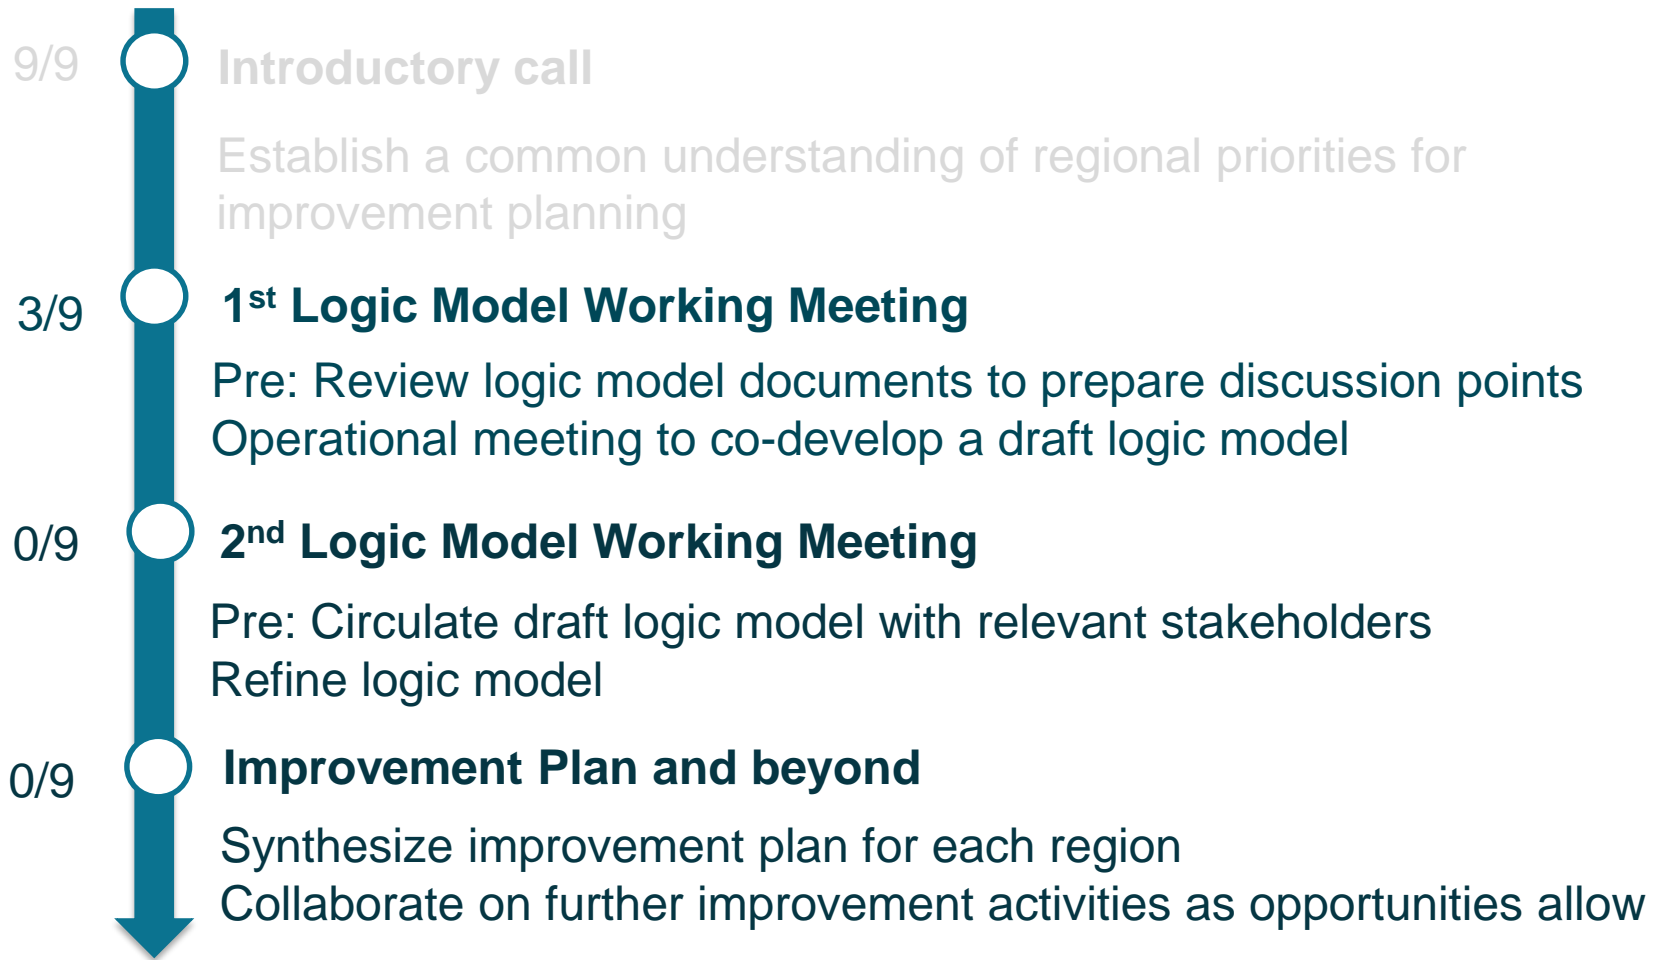 9/9 Introductory call
Establish a common understanding of regional priorities for
improvement planning
3/9 1st Logic Model Working Meeting
Pre: Review logic model documents to prepare discussion points
Operational meeting to co-develop a draft logic model
0/9 2nd Logic Model Working Meeting
Pre: Circulate draft logic model with relevant stakeholders
Refine logic model
0/9 Improvement Plan and beyond
Synthesize improvement plan for each region
Collaborate on further improvement activities as opportunities allow